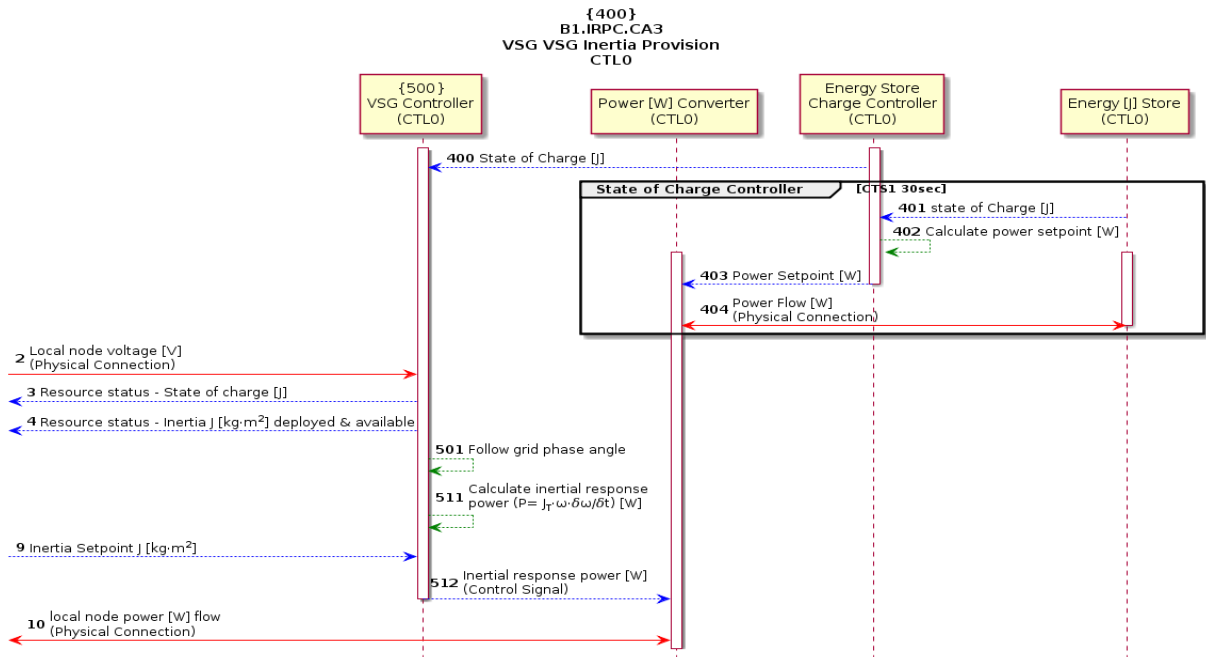 {400}
B1.IRPC.CA3
VSG VSG Inertia Provision
CTL0
{500}
VSG Controller
(CTL0)
Power [W] Converter
(CTL0)
Energy Store
Charge Controller
(CTL0)
Energy [J] Store
(CTL0)
400 State of Charge [J]
State of Charge Controller [CTS1 30sec]
401 state of Charge [J]
402 Calculate power setpoint [W]
403 Power Setpoint [W]
404 Power Flow [W]
(Physical Connection)
2 Local node voltage [V]
(Physical Connection)
3 Resource status - State of charge [J]
4 Resource status - Inertia J [kg·m²] deployed & available
501 Follow grid phase angle
511 Calculate inertial response
power (P= J_T·ω·δω/δt) [W]
9 Inertia Setpoint J [kg·m²]
512 Inertial response power [W]
(Control Signal)
10 local node power [W] flow
(Physical Connection)